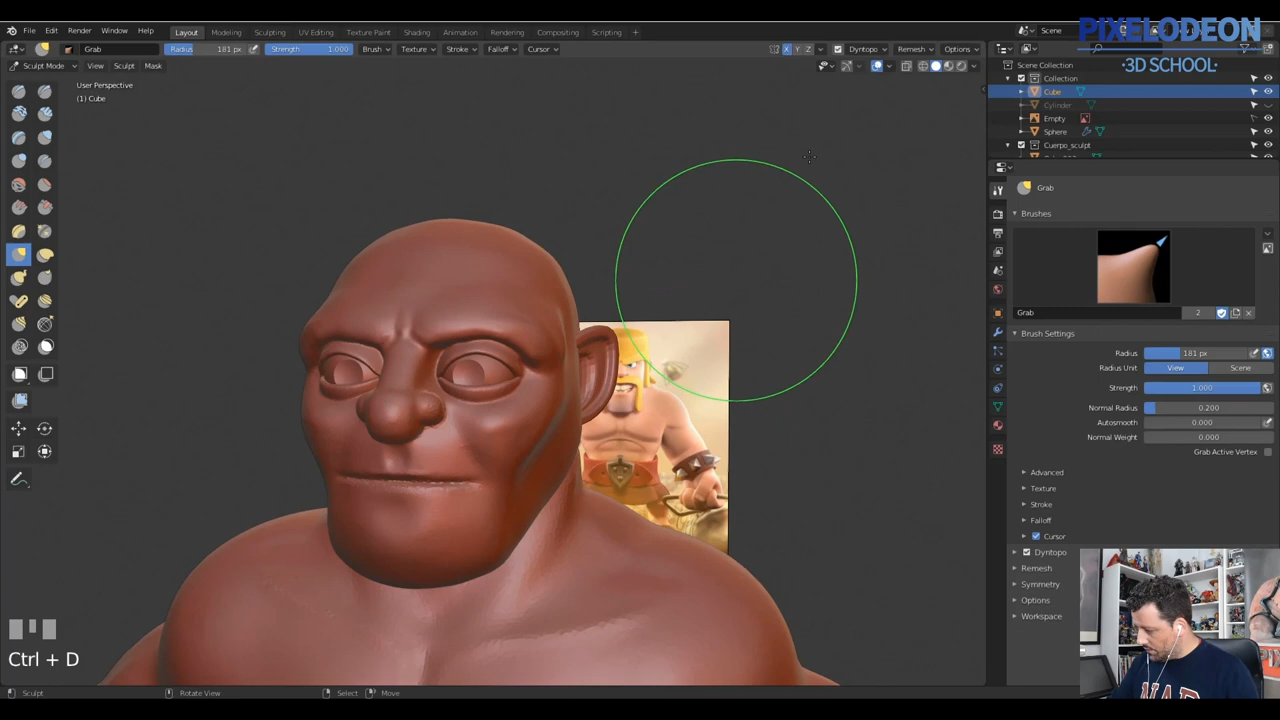 File Edit Render Window Help Layout Modeling Sculpting UV Editing Texture Paint Shading Animation Rendering Compositing Scripting + Scene
PIXELODEON
·3D SCHOOL·
Grab Radius 181 px Strength 1.000 Brush Texture Stroke Falloff Cursor X Y Z Dyntopo Remesh Options
Sculpt Mode View Sculpt Mask
User Perspective
(1) Cube
Scene Collection
Collection
Cube
Cylinder
Empty
Sphere
Cuerpo_sculpt
Grab
Brushes
Grab 2
Brush Settings
Radius 181 px
Radius Unit View Scene
Strength 1.000
Normal Radius 0.200
Autosmooth 0.000
Normal Weight 0.000
Grab Active Vertex
Advanced
Texture
Stroke
Falloff
Cursor
Dyntopo
Remesh
Symmetry
Options
Workspace
Ctrl + D
Sculpt Rotate View Select Move